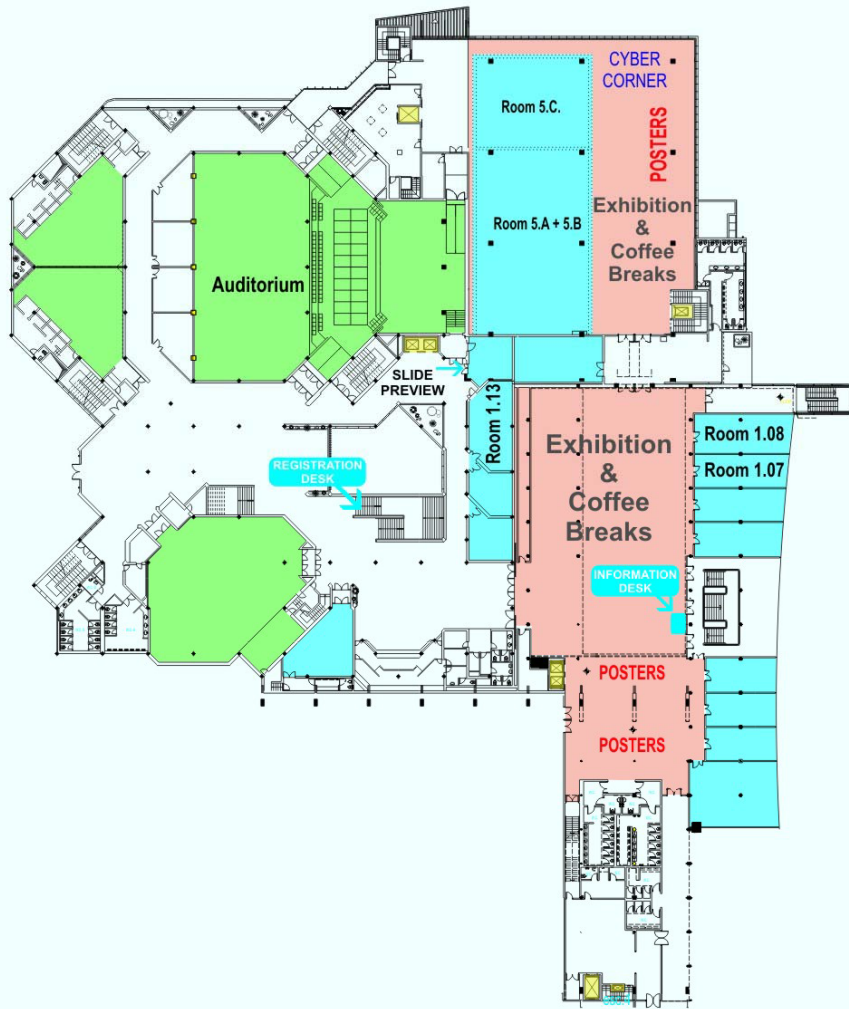 CYBER
CORNER
Room 5.C.
POSTERS
Room 5.A + 5.B
Exhibition
&
Coffee
Breaks
Auditorium
SLIDE
PREVIEW
Room 1.13
Exhibition
&
Coffee
Breaks
Room 1.08
Room 1.07
REGISTRATION
DESK
INFORMATION
DESK
POSTERS
POSTERS